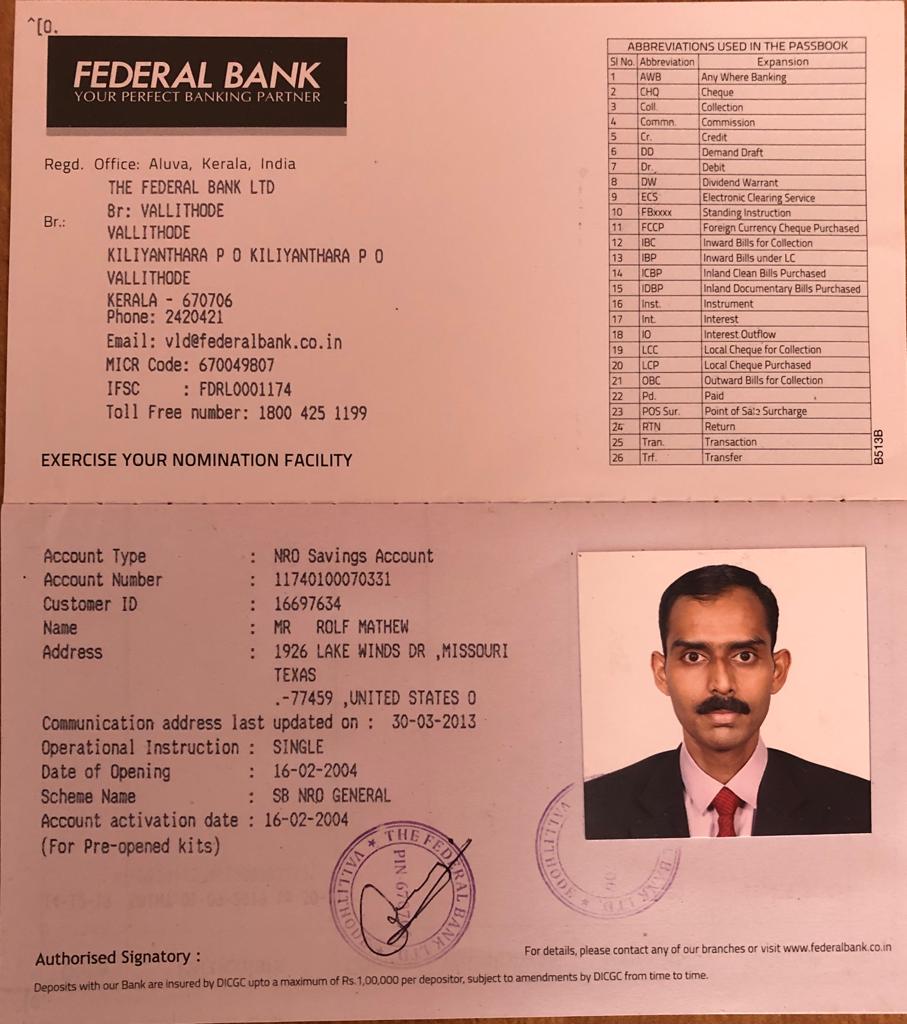 ^[0.
FEDERAL BANK
YOUR PERFECT BANKING PARTNER
Regd. Office: Aluva, Kerala, India
THE FEDERAL BANK LTD
Br.:
Br: VALLITHODE
VALLITHODE
KILIYANTHARA P O KILIYANTHARA P O
VALLITHODE
KERALA - 670706
Phone: 2420421
Email: vld@federalbank.co.in
MICR Code: 670049807
IFSC : FDRL0001174
Toll Free number: 1800 425 1199
EXERCISE YOUR NOMINATION FACILITY
ABBREVIATIONS USED IN THE PASSBOOK
Sl No. Abbreviation Expansion
1 AWB Any Where Banking
2 CHQ Cheque
3 Coll. Collection
4 Commn. Commission
5 Cr. Credit
6 DD Demand Draft
7 Dr. Debit
8 DW Dividend Warrant
9 ECS Electronic Clearing Service
10 FBxxxx Standing Instruction
11 FCCP Foreign Currency Cheque Purchased
12 IBC Inward Bills for Collection
13 IBP Inward Bills under LC
14 ICBP Inland Clean Bills Purchased
15 IDBP Inland Documentary Bills Purchased
16 Inst. Instrument
17 Int. Interest
18 IO Interest Outflow
19 LCC Local Cheque for Collection
20 LCP Local Cheque Purchased
21 OBC Outward Bills for Collection
22 Pd. Paid
23 POS Sur. Point of Sale Surcharge
24 RTN Return
25 Tran. Transaction
26 Trf. Transfer
B513B
Account Type : NRO Savings Account
Account Number : 11740100070331
Customer ID : 16697634
Name : MR ROLF MATHEW
Address : 1926 LAKE WINDS DR ,MISSOURI
TEXAS
.-77459 ,UNITED STATES O
Communication address last updated on : 30-03-2013
Operational Instruction : SINGLE
Date of Opening : 16-02-2004
Scheme Name : SB NRO GENERAL
Account activation date : 16-02-2004
(For Pre-opened kits)
THE FEDERAL BANK LTD.
VALLITHODE
PIN 67
VALLITHODE
BANK LTD.
Authorised Signatory :
For details, please contact any of our branches or visit www.federalbank.co.in
Deposits with our Bank are insured by DICGC upto a maximum of Rs.1,00,000 per depositor, subject to amendments by DICGC from time to time.